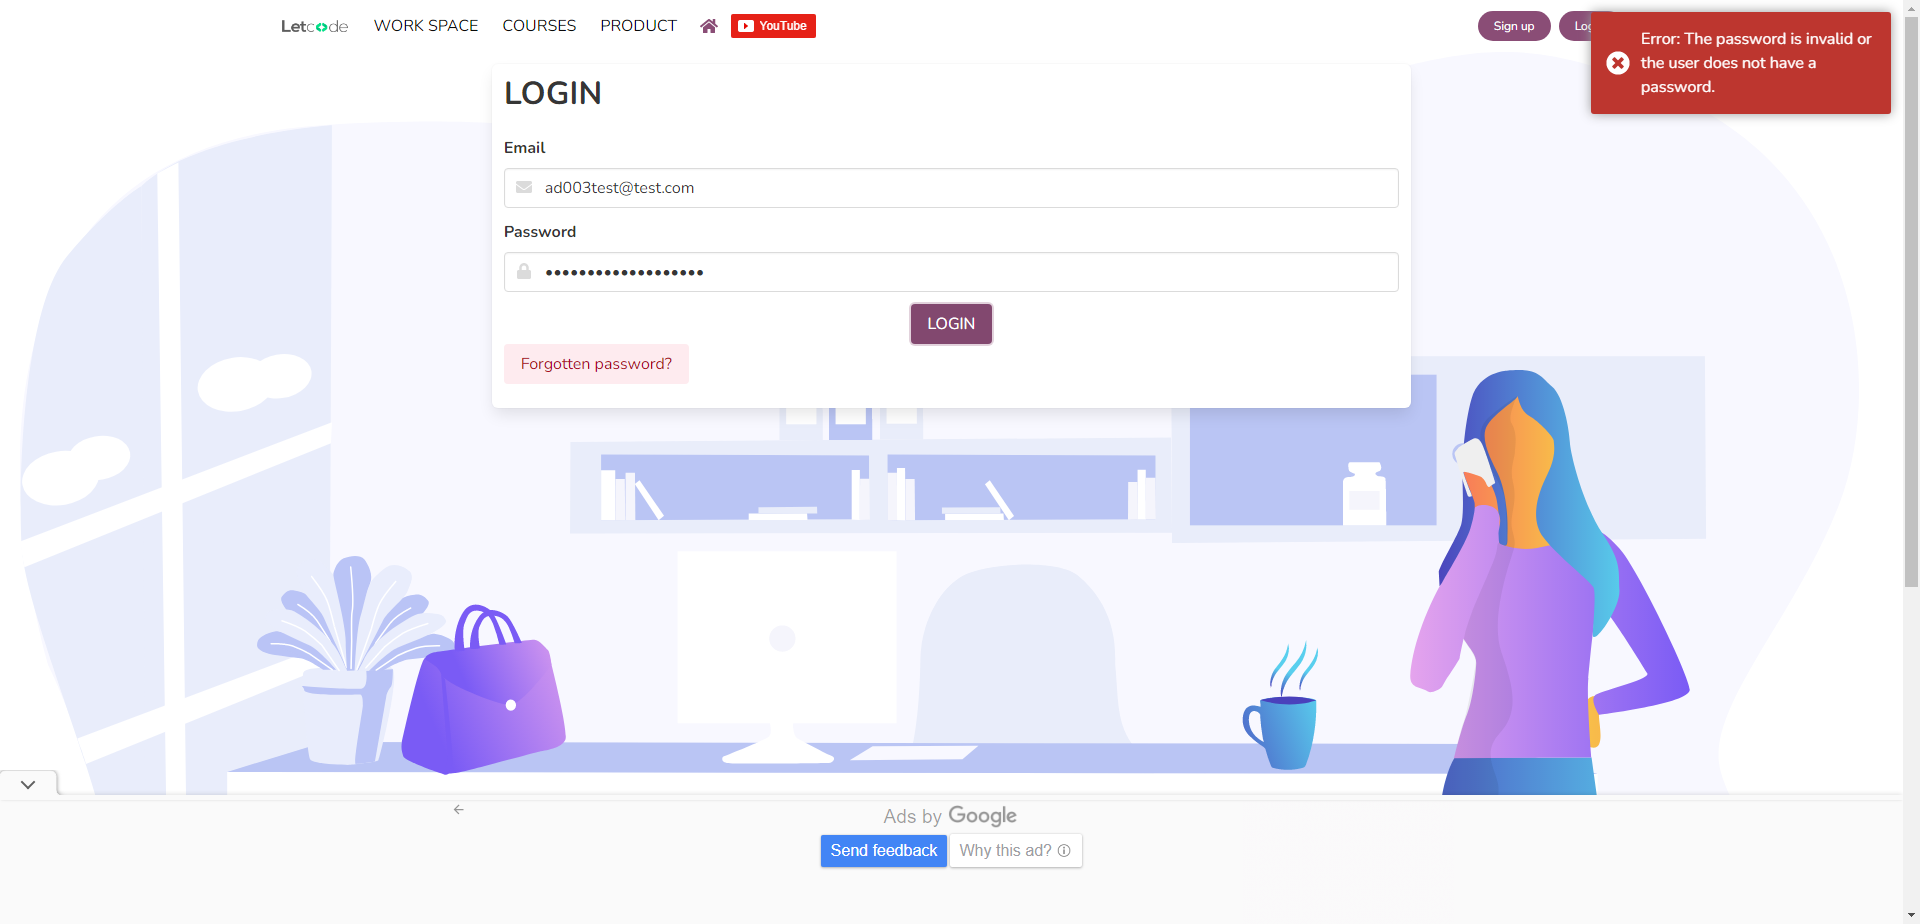 Letcode
WORK SPACE
COURSES
PRODUCT
YouTube
Sign up
Log
Error: The password is invalid or
the user does not have a
password.
LOGIN
Email
ad003test@test.com
Password
•••••••••••••••••••
LOGIN
Forgotten password?
Ads by Google
Send feedback
Why this ad?